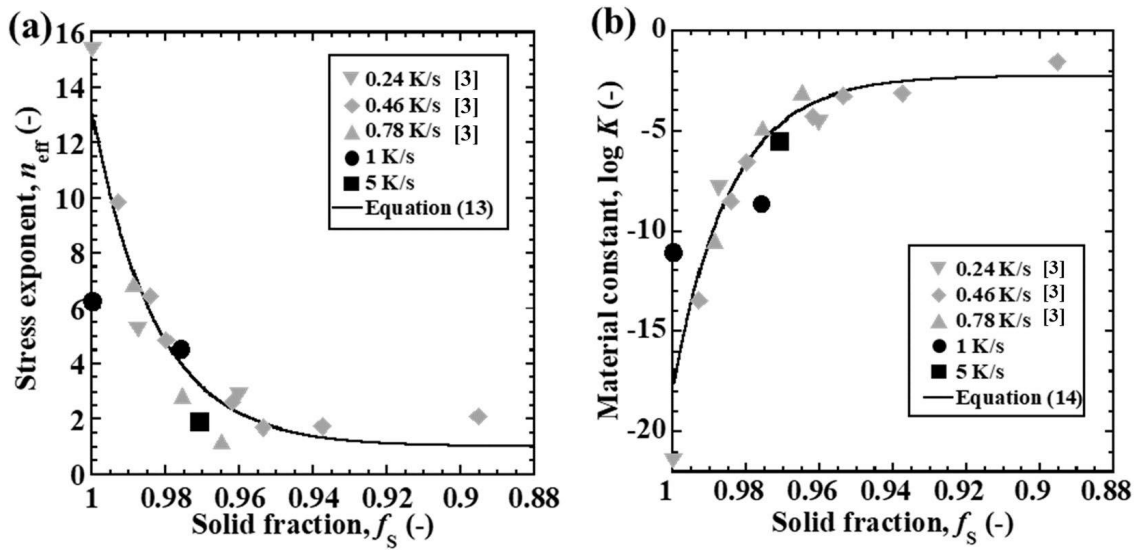 (a)
Stress exponent, n_eff (-)
16
14
12
10
8
6
4
2
0
0.24 K/s [3]
0.46 K/s [3]
0.78 K/s [3]
1 K/s
5 K/s
Equation (13)
1 0.98 0.96 0.94 0.92 0.9 0.88
Solid fraction, f_S (-)
(b)
Material constant, log K (-)
-0
-5
-10
-15
-20
0.24 K/s [3]
0.46 K/s [3]
0.78 K/s [3]
1 K/s
5 K/s
Equation (14)
1 0.98 0.96 0.94 0.92 0.9 0.88
Solid fraction, f_S (-)